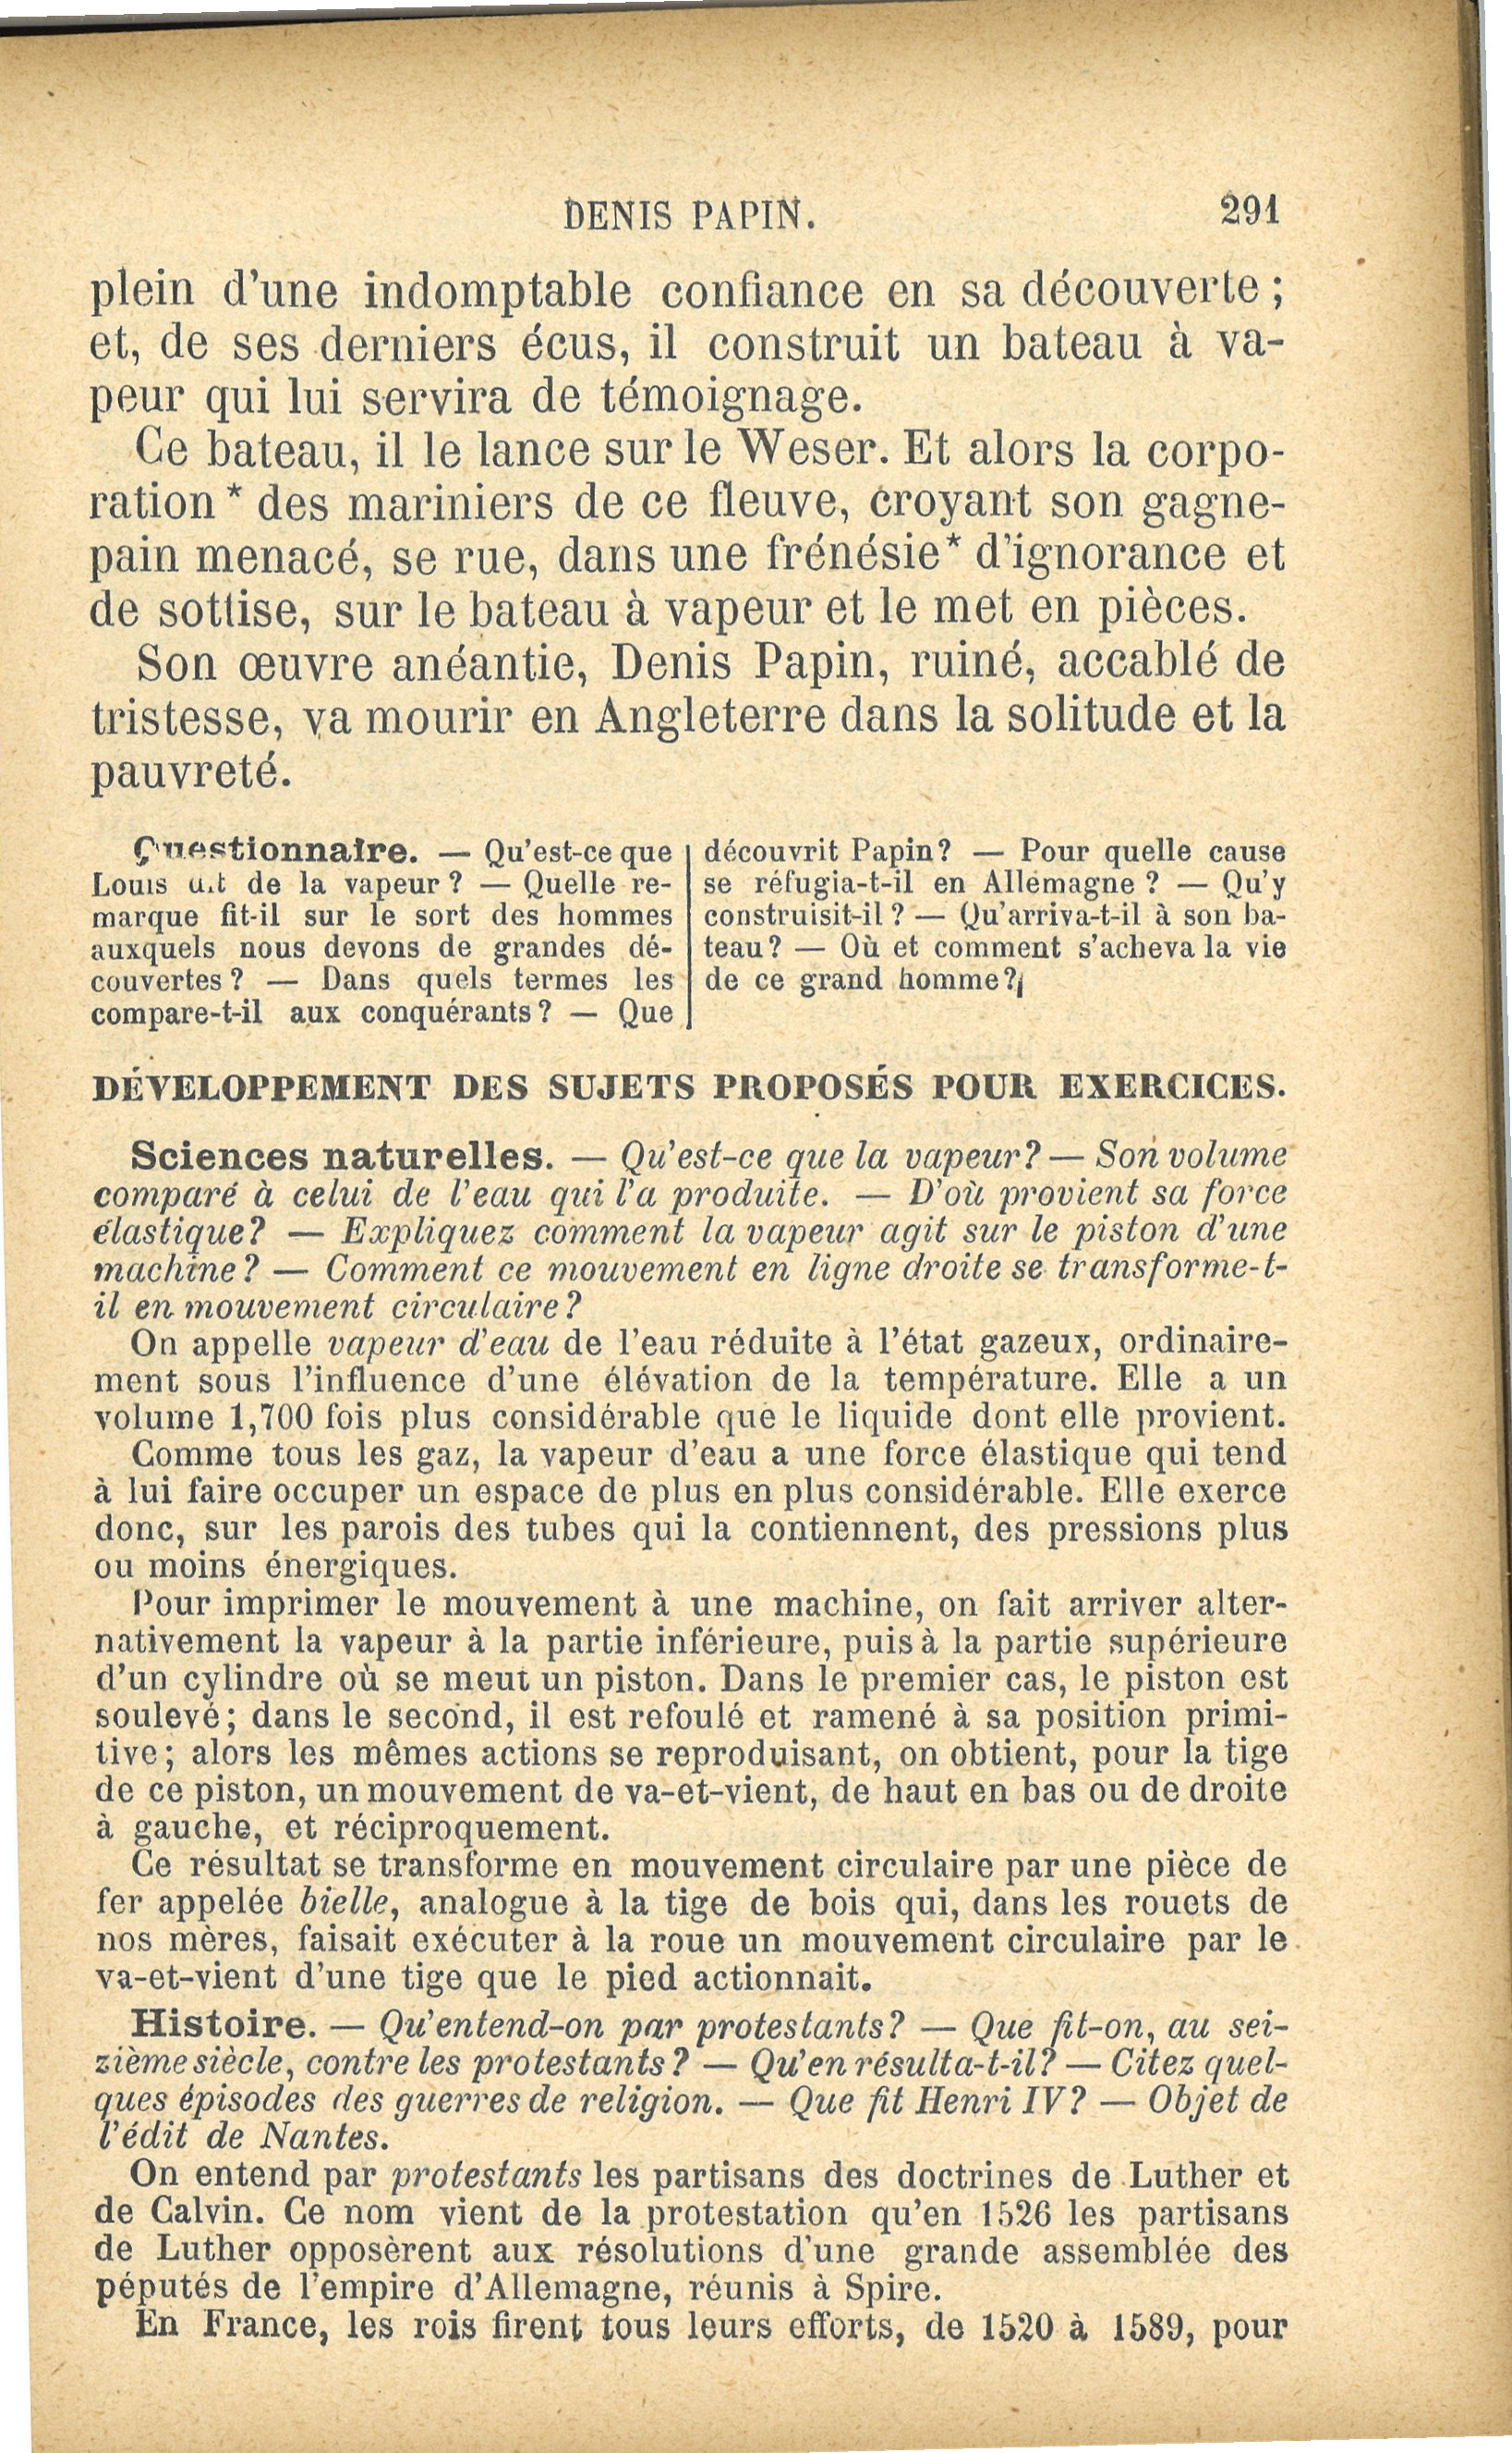 DENIS PAPIN. 291
plein d'une indomptable confiance en sa découverte ;
et, de ses derniers écus, il construit un bateau à va-
peur qui lui servira de témoignage.
Ce bateau, il le lance sur le Weser. Et alors la corpo-
ration * des mariniers de ce fleuve, croyant son gagne-
pain menacé, se rue, dans une frénésie* d'ignorance et
de sottise, sur le bateau à vapeur et le met en pièces.
Son œuvre anéantie, Denis Papin, ruiné, accablé de
tristesse, va mourir en Angleterre dans la solitude et la
pauvreté.
Questionnaire. — Qu'est-ce que
Louis dit de la vapeur ? — Quelle re-
marque fit-il sur le sort des hommes
auxquels nous devons de grandes dé-
couvertes ? — Dans quels termes les
compare-t-il aux conquérants ? — Que
découvrit Papin ? — Pour quelle cause
se réfugia-t-il en Allemagne ? — Qu'y
construisit-il ? — Qu'arriva-t-il à son ba-
teau ? — Où et comment s'acheva la vie
de ce grand homme ?
DÉVELOPPEMENT DES SUJETS PROPOSÉS POUR EXERCICES.
Sciences naturelles. — Qu'est-ce que la vapeur? — Son volume
comparé à celui de l'eau qui l'a produite. — D'où provient sa force
élastique? — Expliquez comment la vapeur agit sur le piston d'une
machine ? — Comment ce mouvement en ligne droite se transforme-t-
il en mouvement circulaire ?
On appelle vapeur d'eau de l'eau réduite à l'état gazeux, ordinaire-
ment sous l'influence d'une élévation de la température. Elle a un
volume 1,700 fois plus considérable que le liquide dont elle provient.
Comme tous les gaz, la vapeur d'eau a une force élastique qui tend
à lui faire occuper un espace de plus en plus considérable. Elle exerce
donc, sur les parois des tubes qui la contiennent, des pressions plus
ou moins énergiques.
Pour imprimer le mouvement à une machine, on fait arriver alter-
nativement la vapeur à la partie inférieure, puis à la partie supérieure
d'un cylindre où se meut un piston. Dans le premier cas, le piston est
soulevé; dans le second, il est refoulé et ramené à sa position primi-
tive; alors les mêmes actions se reproduisant, on obtient, pour la tige
de ce piston, un mouvement de va-et-vient, de haut en bas ou de droite
à gauche, et réciproquement.
Ce résultat se transforme en mouvement circulaire par une pièce de
fer appelée bielle, analogue à la tige de bois qui, dans les rouets de
nos mères, faisait exécuter à la roue un mouvement circulaire par le
va-et-vient d'une tige que le pied actionnait.
Histoire. — Qu'entend-on par protestants? — Que fit-on, au sei-
zième siècle, contre les protestants ? — Qu'en résulta-t-il? — Citez quel-
ques épisodes des guerres de religion. — Que fit Henri IV? — Objet de
l'édit de Nantes.
On entend par protestants les partisans des doctrines de Luther et
de Calvin. Ce nom vient de la protestation qu'en 1526 les partisans
de Luther opposèrent aux résolutions d'une grande assemblée des
péputés de l'empire d'Allemagne, réunis à Spire.
En France, les rois firent tous leurs efforts, de 1520 à 1589, pour